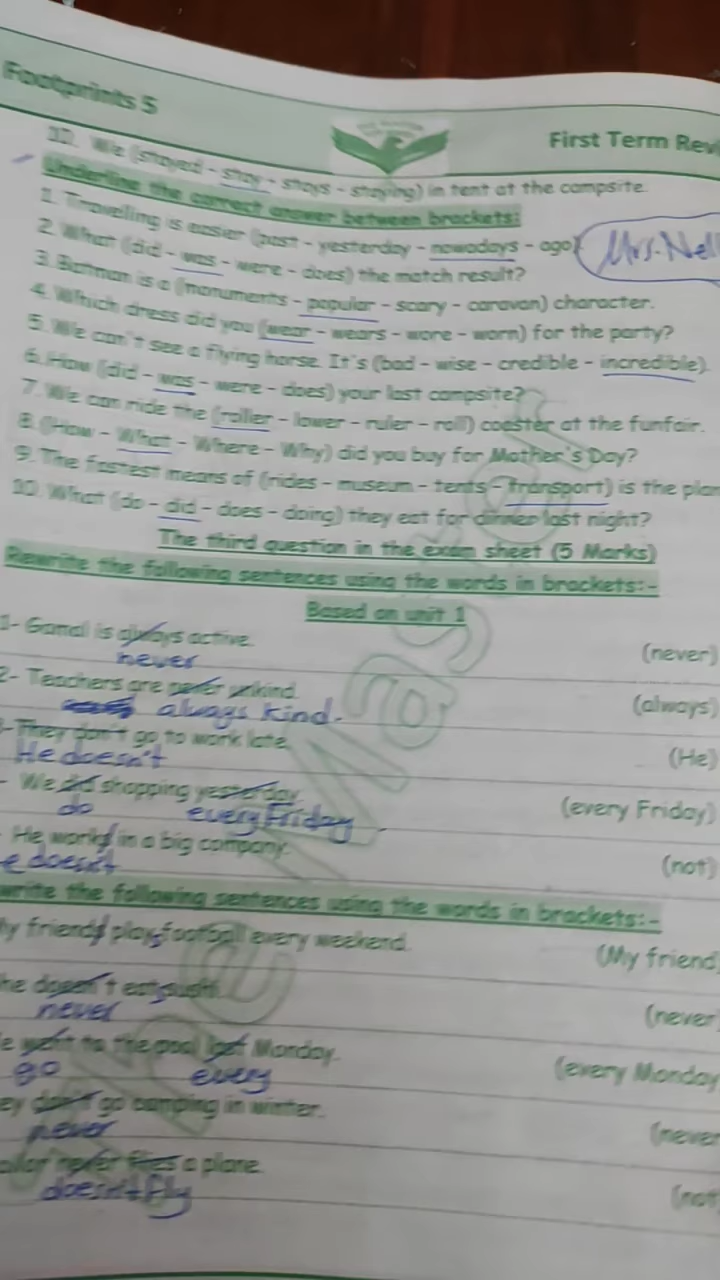 Footprints 5
First Term Rev
10. We (stayed - stay - stays - staying) in tent at the campsite.
Underline the correct answer between brackets:
1. Travelling is easier (past - yesterday - nowadays - ago).
Mrs. Nell
2. What (did - was - were - does) the match result?
3. Batman is a (monuments - popular - scary - caravan) character.
4. Which dress did you (wear - wears - wore - worn) for the party?
5. We can't see a flying horse. It's (bad - wise - credible - incredible).
6. How (did - was - were - does) your last campsite?
7. We can ride the (roller - lower - ruler - roll) coaster at the funfair.
8. (How - What - Where - Why) did you buy for Mother's Day?
9. The fastest means of (rides - museum - tents - transport) is the plan
10. What (do - did - does - doing) they eat for dinner last night?
The third question in the exam sheet (5 Marks)
Rewrite the following sentences using the words in brackets:-
Based on unit 1
1- Gamal is always active. (never)
never
2- Teachers are never unkind. (always)
always kind.
- They don't go to work late. (He)
He doesn't
- We did shopping yesterday. (every Friday)
do every Friday
He works in a big company. (not)
e doesn't
write the following sentences using the words in brackets:-
My friends play football every weekend. (My friend)
s
he doesn't eat sushi. (never
s
never
e went to the pool last Monday. (every Monday
go every
ey don't go camping in winter. (never
never
never flies a plane. (not
doesn't fly